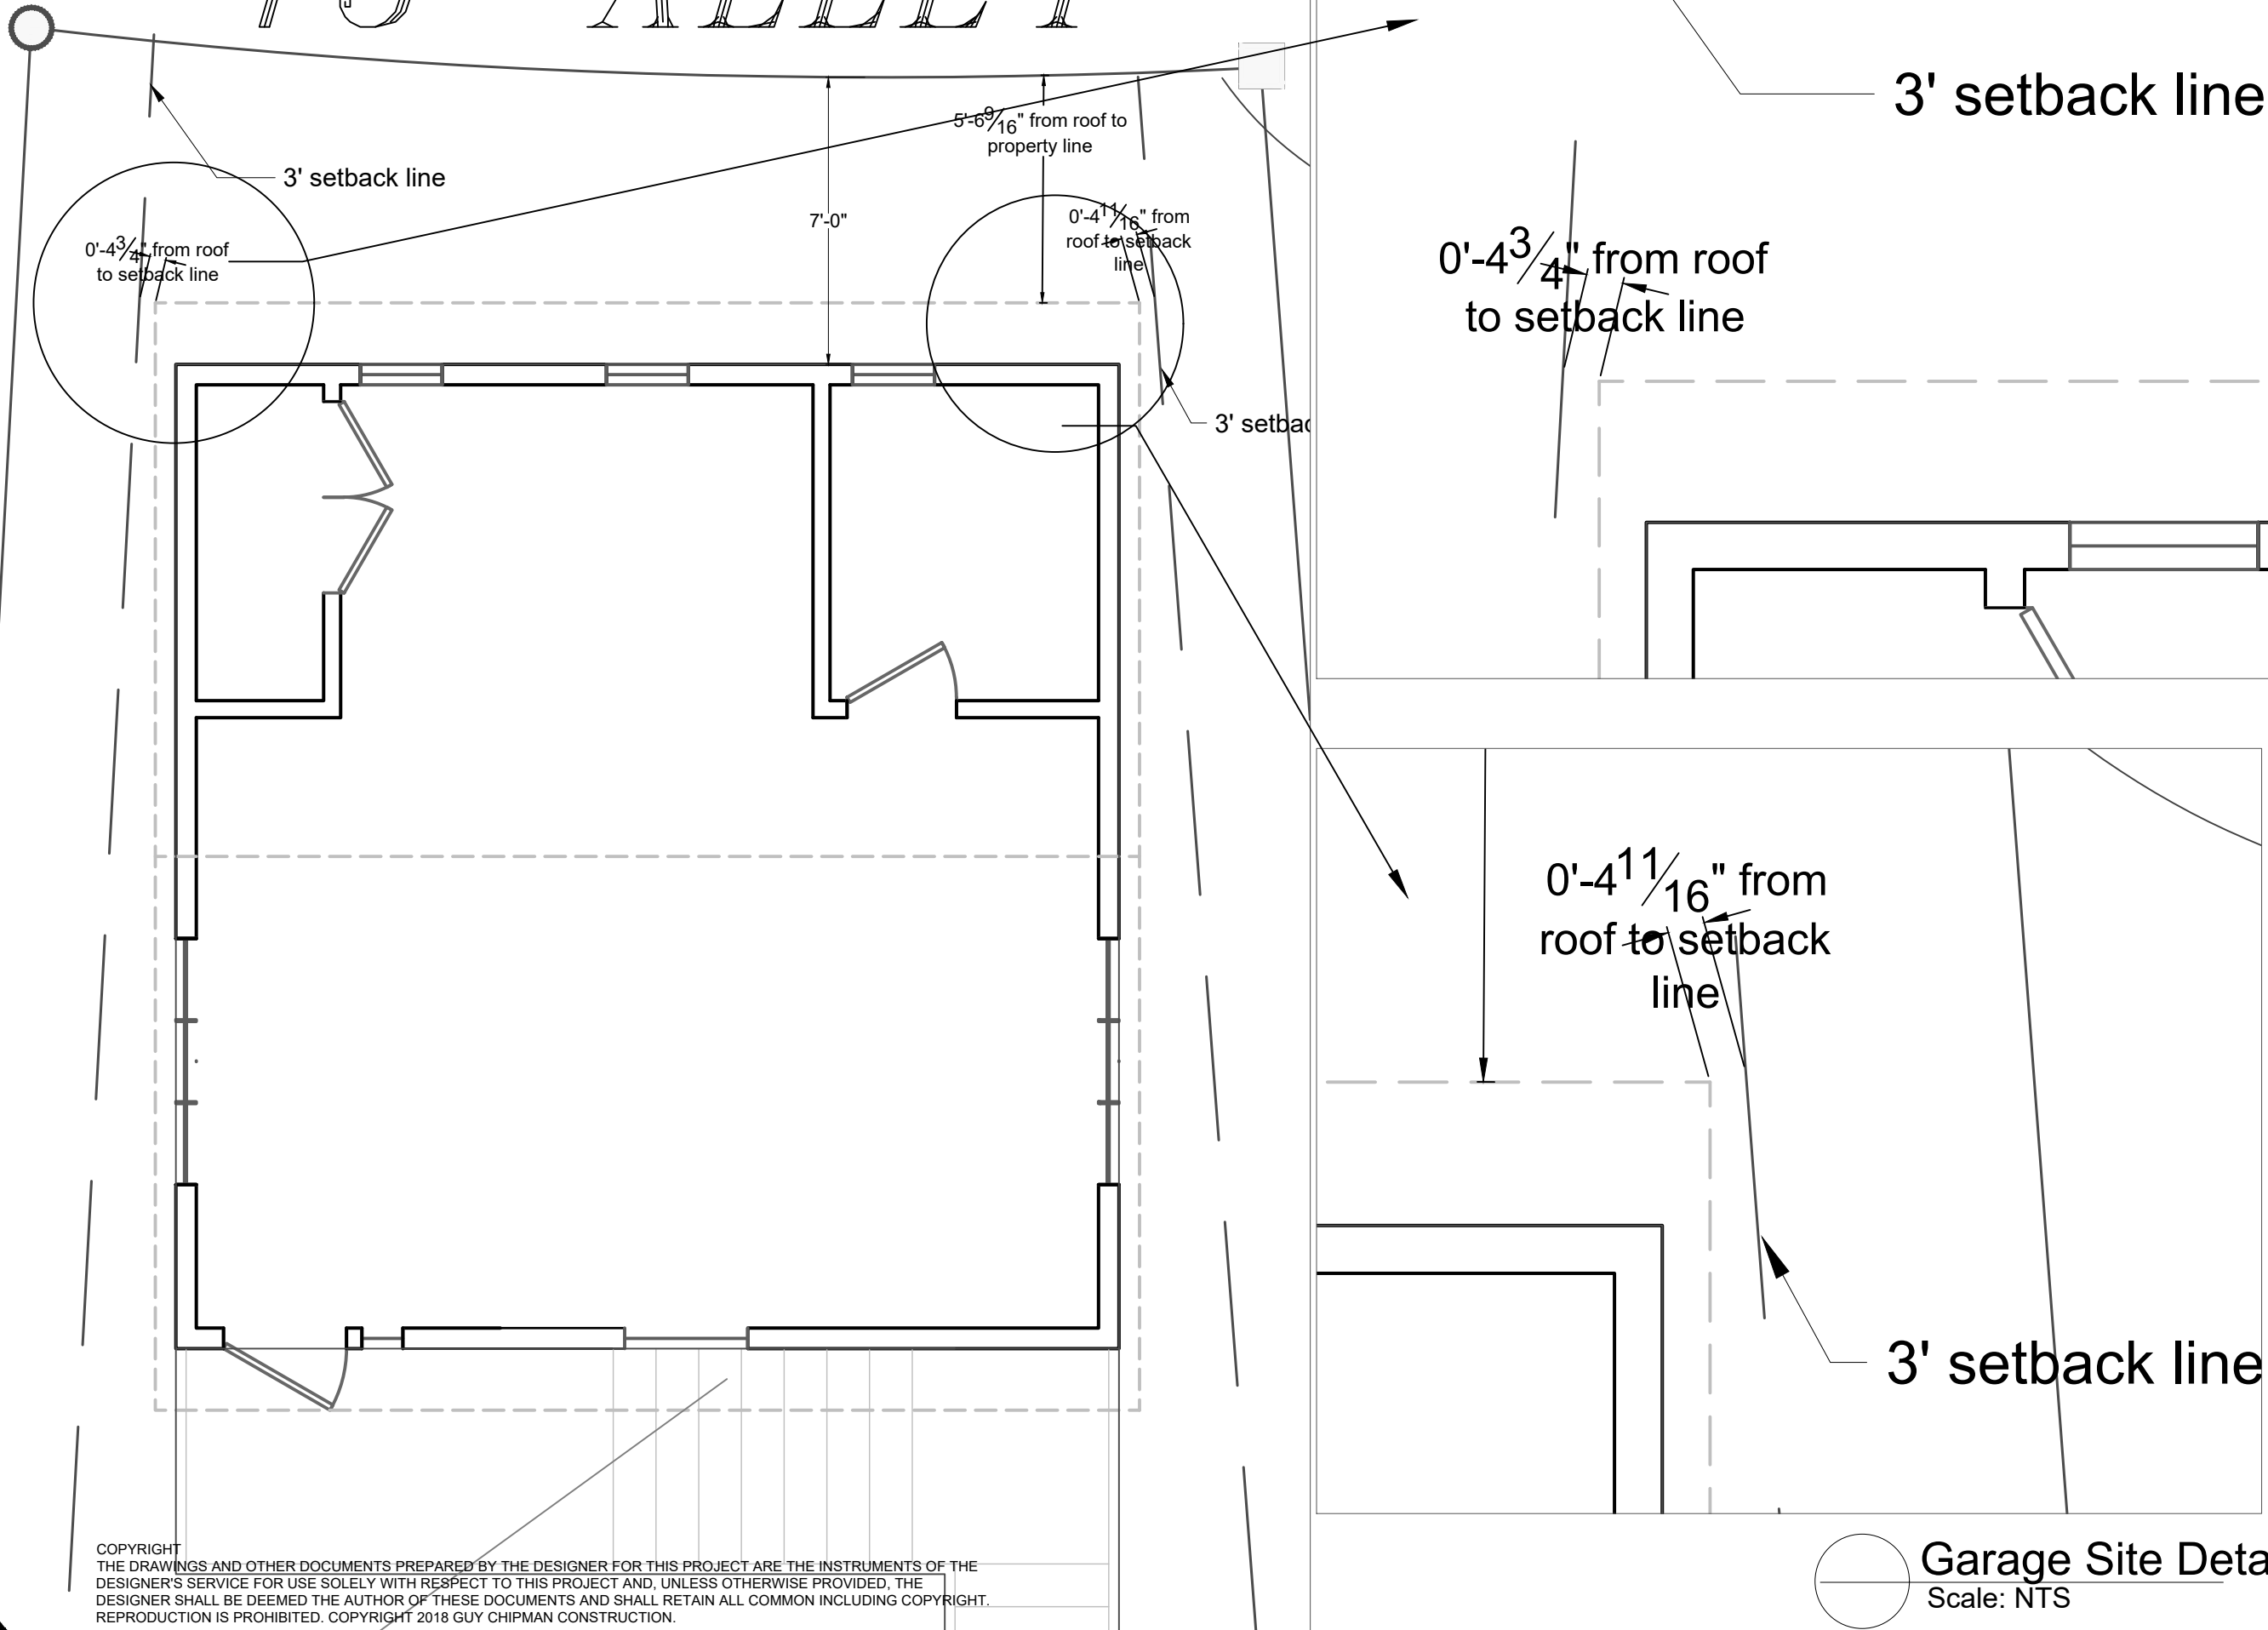 3' setback line
5'-6 9/16" from roof to
property line
3' setback line
0'-4 11/16" from
roof to setback
line
7'-0"
0'-4 3/4" from roof
to setback line
0'-4 3/4" from roof
to setback line
0'-4 11/16" from
roof to setback
line
3' setback line
COPYRIGHT
THE DRAWINGS AND OTHER DOCUMENTS PREPARED BY THE DESIGNER FOR THIS PROJECT ARE THE INSTRUMENTS OF THE
DESIGNER'S SERVICE FOR USE SOLELY WITH RESPECT TO THIS PROJECT AND, UNLESS OTHERWISE PROVIDED, THE
DESIGNER SHALL BE DEEMED THE AUTHOR OF THESE DOCUMENTS AND SHALL RETAIN ALL COMMON INCLUDING COPYRIGHT.
REPRODUCTION IS PROHIBITED. COPYRIGHT 2018 GUY CHIPMAN CONSTRUCTION.
Garage Site
Scale: NTS